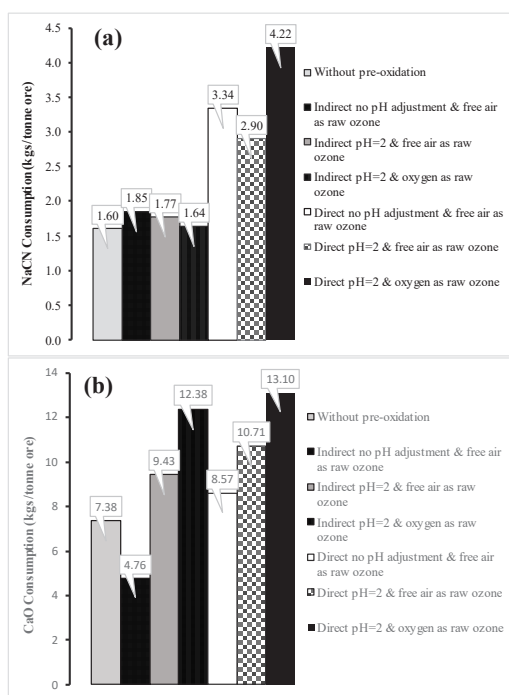 (a)
NaCN Consumption (kgs/tonne ore)
4.5
4.0
3.5
3.0
2.5
2.0
1.5
1.0
0.5
0.0
1.60
1.85
1.77
1.64
3.34
2.90
4.22
Without pre-oxidation
Indirect no pH adjustment & free air
as raw ozone
Indirect pH=2 & free air as raw
ozone
Indirect pH=2 & oxygen as raw
ozone
Direct no pH adjustment & free air as
raw ozone
Direct pH=2 & free air as raw ozone
Direct pH=2 & oxygen as raw ozone
(b)
CaO Consumption (kgs/tonne ore)
14
12
10
8
6
4
2
0
7.38
4.76
9.43
12.38
8.57
10.71
13.10
Without pre-oxidation
Indirect no pH adjustment & free air
as raw ozone
Indirect pH=2 & free air as raw
ozone
Indirect pH=2 & oxygen as raw
ozone
Direct no pH adjustment & free air
as raw ozone
Direct pH=2 & free air as raw ozone
Direct pH=2 & oxygen as raw ozone